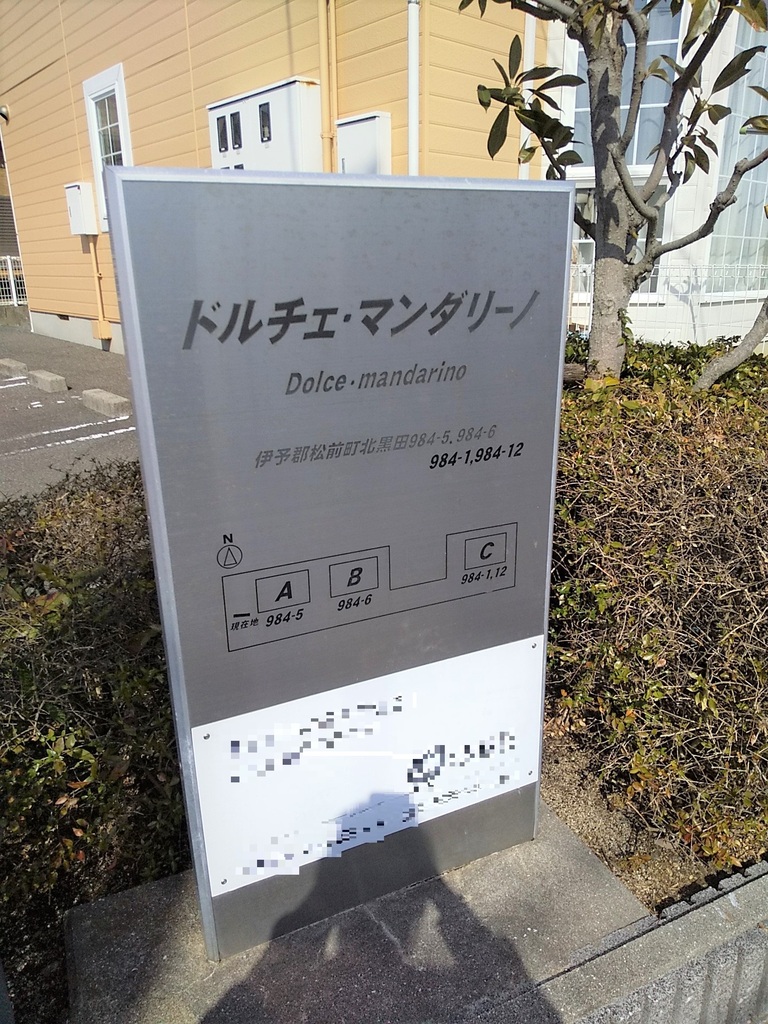 ドルチェ・マンダリーノ
Dolce・mandarino
伊予郡松前町北黒田984-5,984-6
984-1,984-12
N
A
B
C
984-5
984-6
984-1,12
現在地